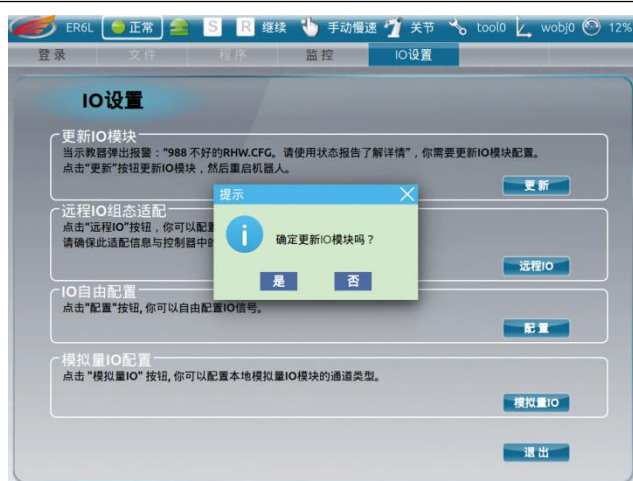 ER6L 正常 S R 继续 手动慢速 关节 tool0 wobj0 12%
登录 文件 程序 监控 IO设置
IO设置
更新IO模块
当示教器弹出报警："988 不好的RHW.CFG。请使用状态报告了解详情"，你需要更新IO模块配置。
点击"更新"按钮更新IO模块，然后重启机器人。
更新
提示
确定更新IO模块吗？
是 否
远程IO组态适配
点击"远程IO"按钮，你可以配
请确保此适配信息与控制器中的
远程IO
IO自由配置
点击"配置"按钮, 你可以自由配置IO信号。
配置
模拟量IO配置
点击"模拟量IO" 按钮, 你可以配置本地模拟量IO模块的通道类型。
模拟量IO
退出